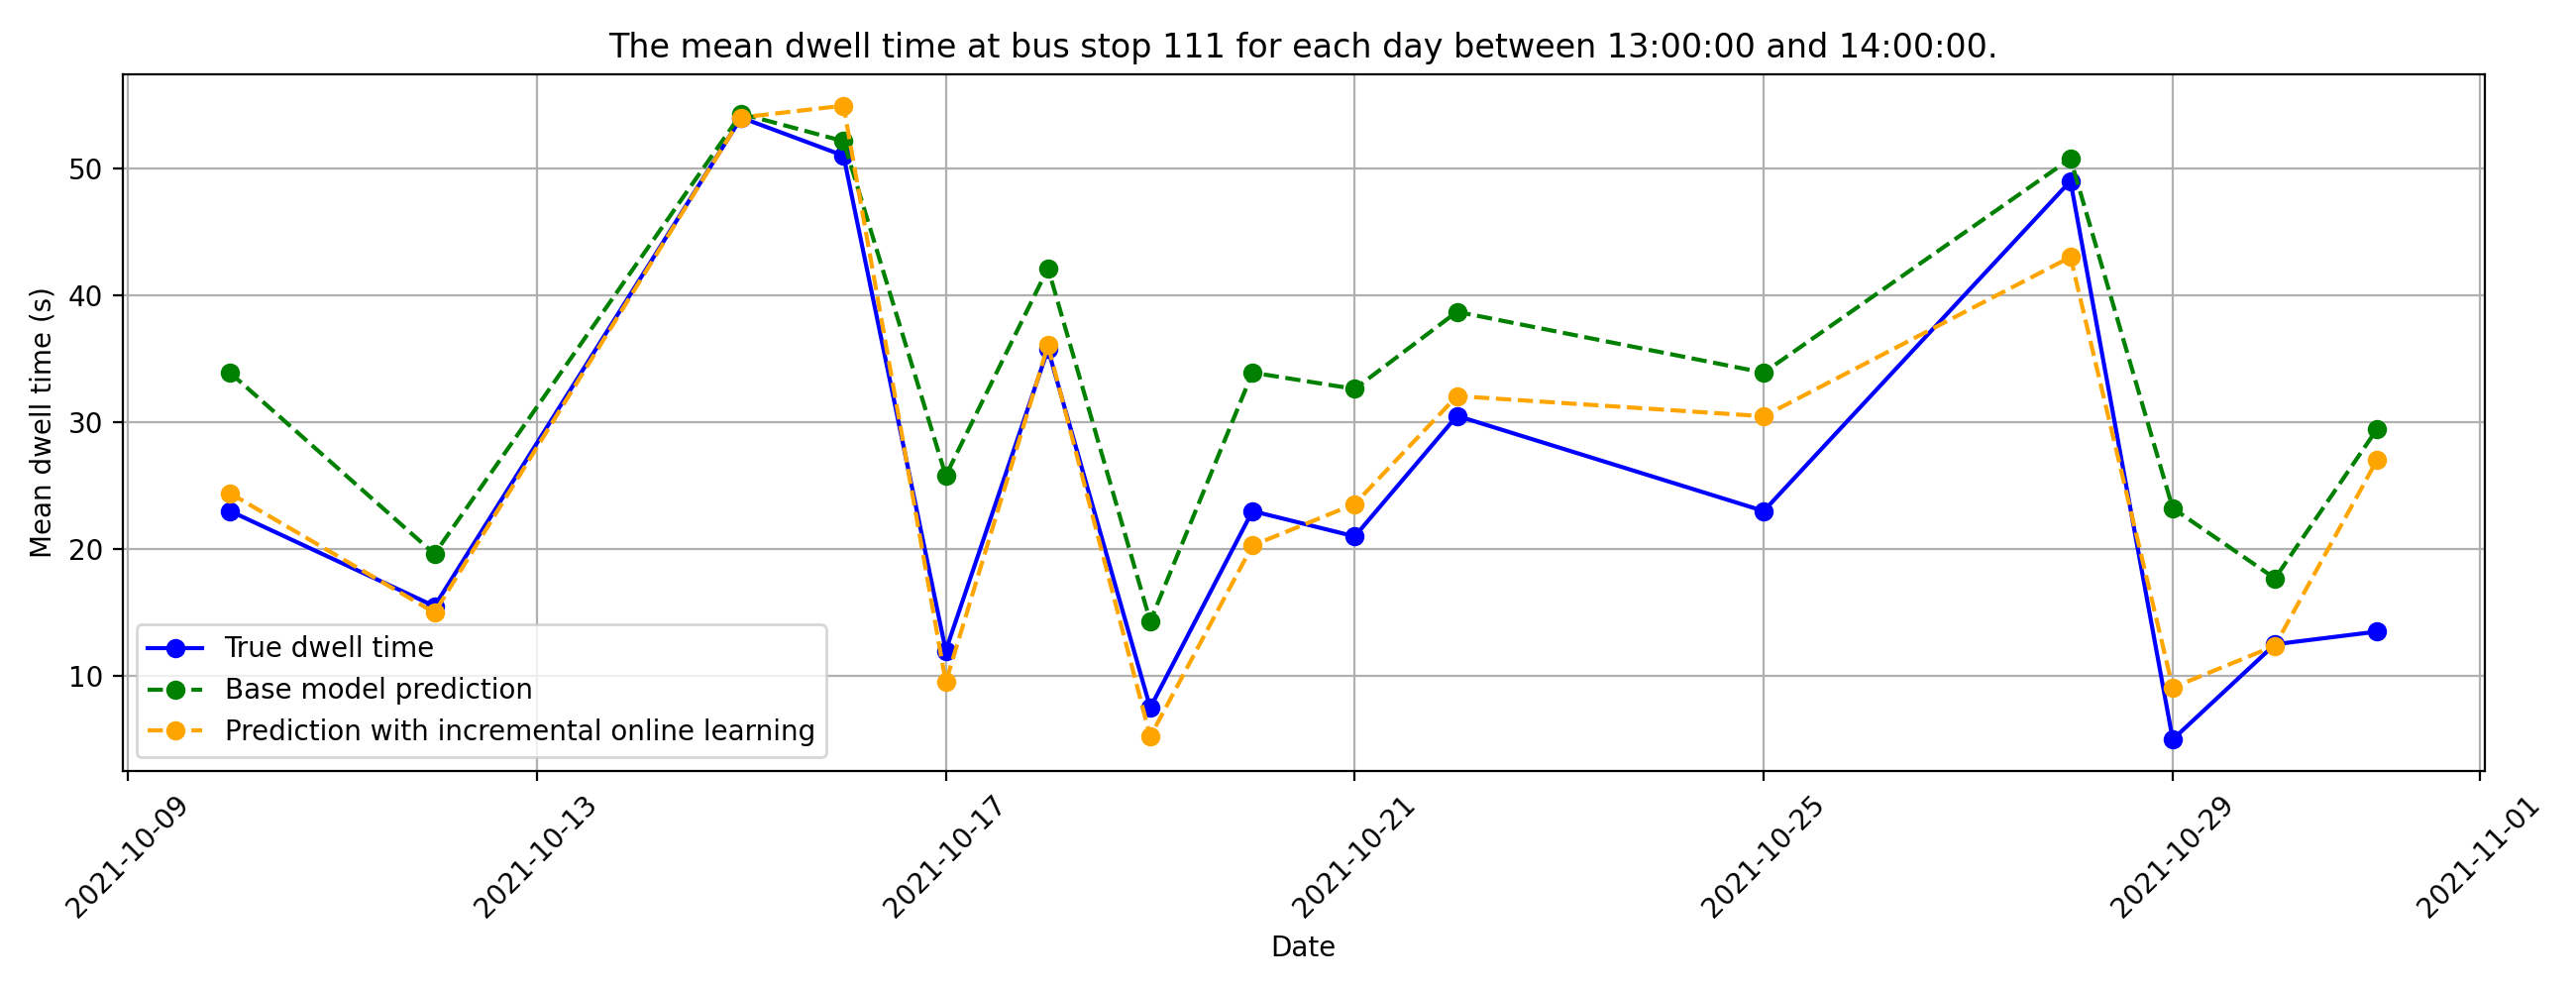 The mean dwell time at bus stop 111 for each day between 13:00:00 and 14:00:00.
Mean dwell time (s)
50
40
30
20
10
True dwell time
Base model prediction
Prediction with incremental online learning
2021-10-09
2021-10-13
2021-10-17
2021-10-21
2021-10-25
2021-10-29
2021-11-01
Date